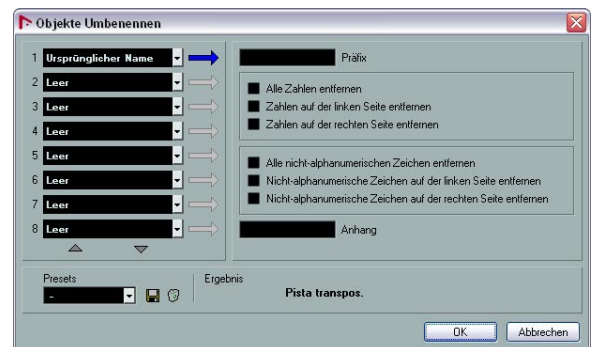 Objekte Umbenennen
1 Ursprünglicher Name
2 Leer
3 Leer
4 Leer
5 Leer
6 Leer
7 Leer
8 Leer
Präfix
Alle Zahlen entfernen
Zahlen auf der linken Seite entfernen
Zahlen auf der rechten Seite entfernen
Alle nicht-alphanumerischen Zeichen entfernen
Nicht-alphanumerische Zeichen auf der linken Seite entfernen
Nicht-alphanumerische Zeichen auf der rechten Seite entfernen
Anhang
Presets
-
Ergebnis
Pista transpos.
OK
Abbrechen